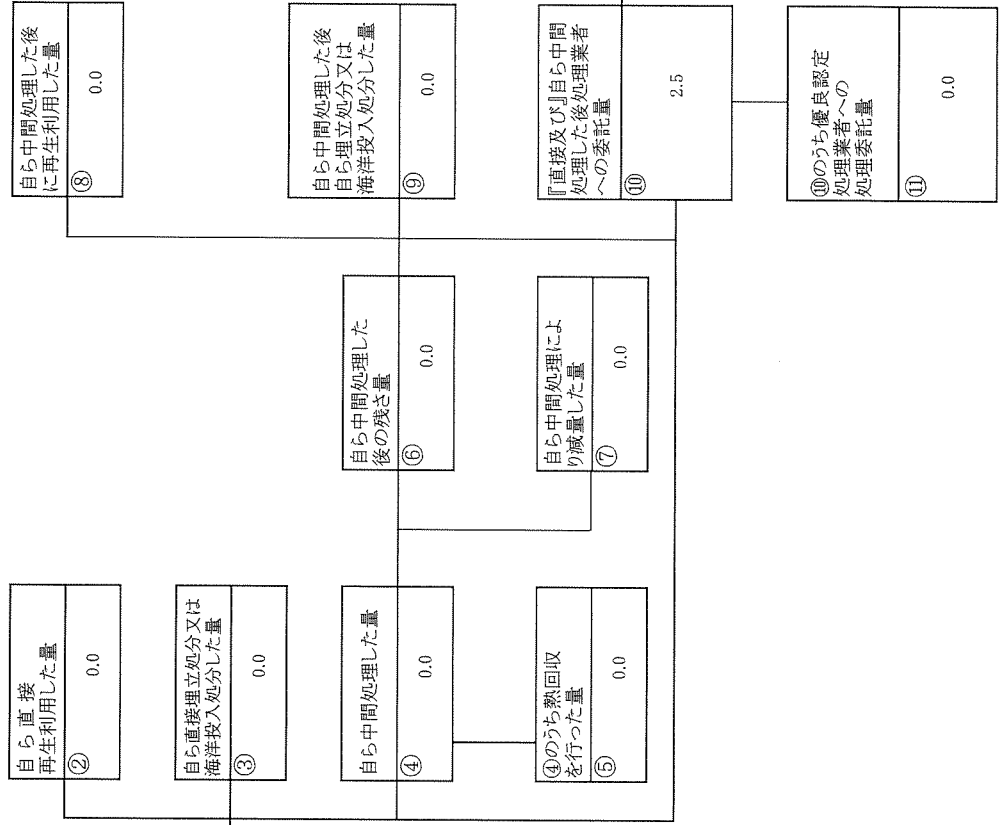 自 ら 直 接
再生利用した量
②
0.0
自ら直接埋立処分又は
海洋投入処分した量
③
0.0
自ら中間処理した量
④
0.0
④のうち熱回収
を行った量
⑤
0.0
自ら中間処理した
後の残さ量
⑥
0.0
自ら中間処理によ
り減量した量
⑦
0.0
自ら中間処理した後
に再生利用した量
⑧
0.0
自ら中間処理した後
自ら埋立処分又は
海洋投入処分した量
⑨
0.0
『直接及び』自ら中間
処理した後処理業者
への委託量
⑩
2.5
⑩のうち優良認定
処理業者への
処理委託量
⑪
0.0